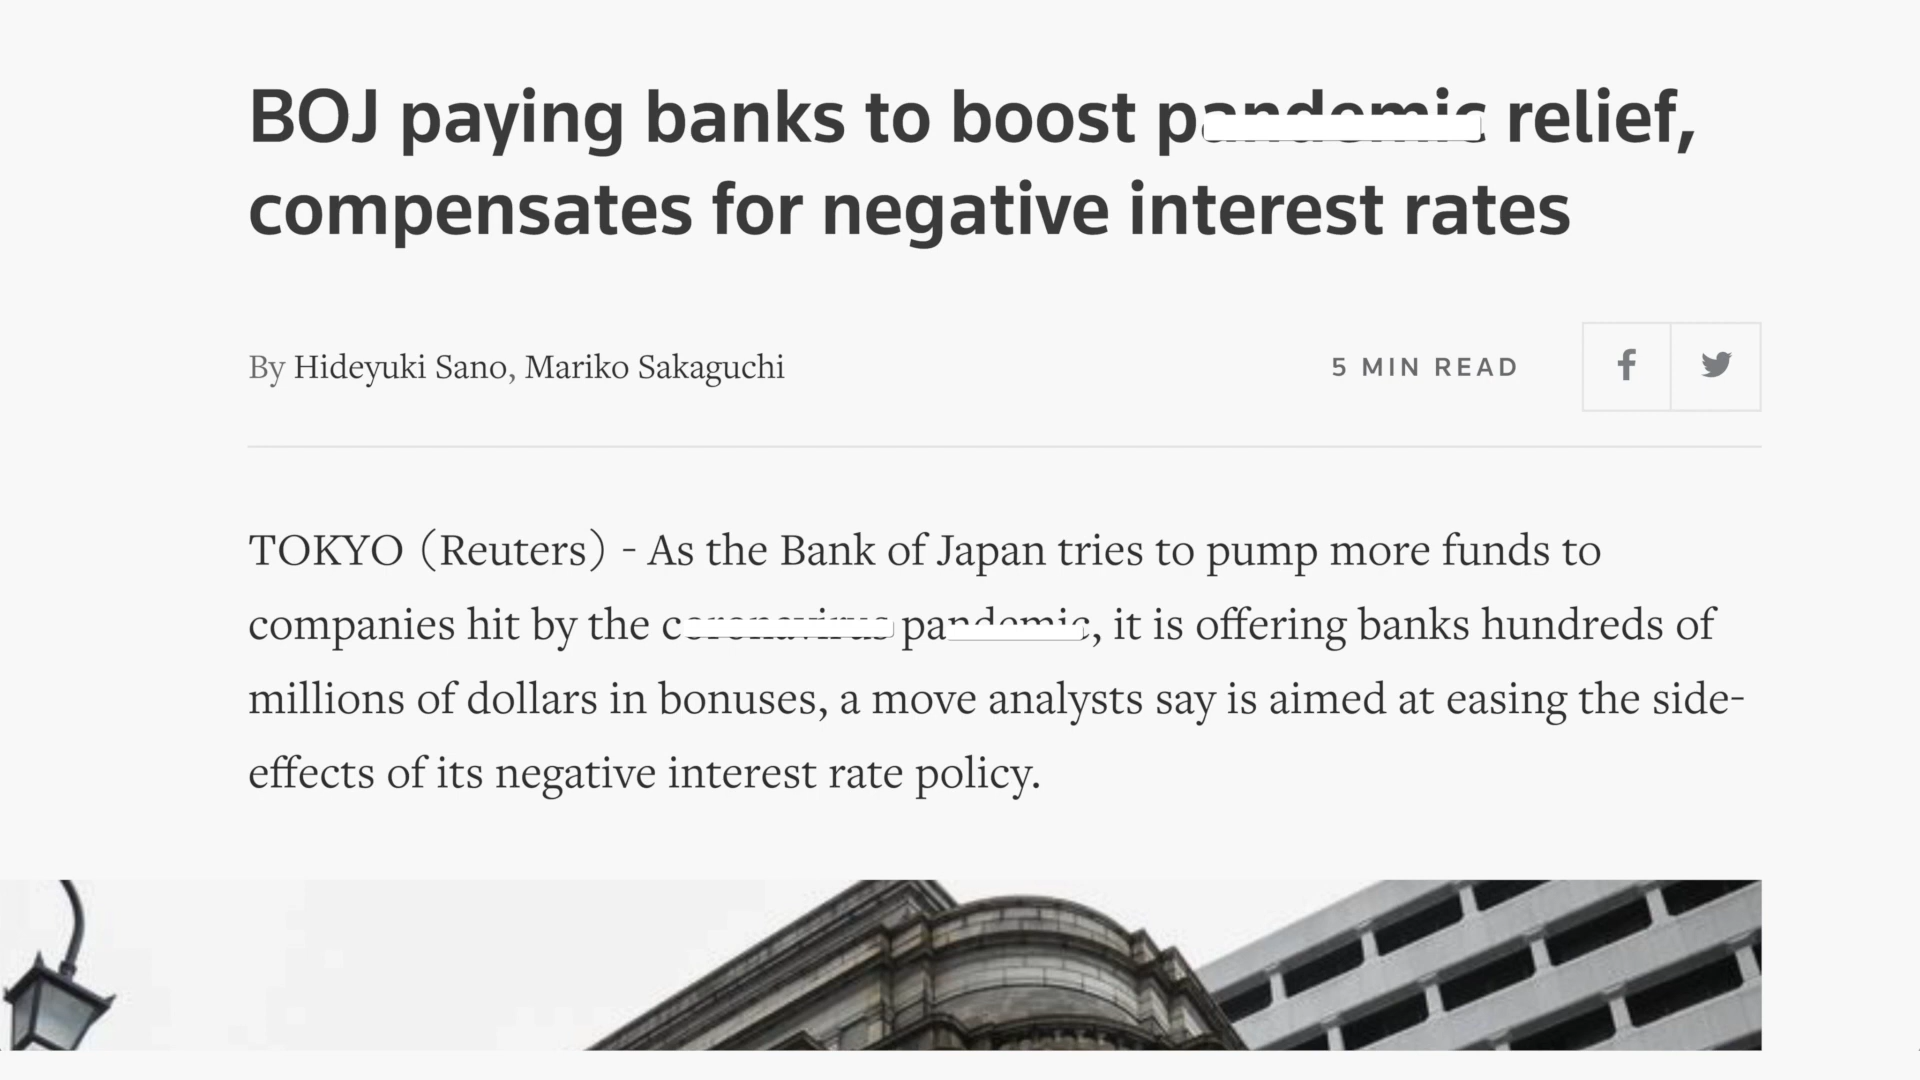 BOJ paying banks to boost pandemic relief,
compensates for negative interest rates
By Hideyuki Sano, Mariko Sakaguchi
5 MIN READ
TOKYO (Reuters) - As the Bank of Japan tries to pump more funds to
companies hit by the coronavirus pandemic, it is offering banks hundreds of
millions of dollars in bonuses, a move analysts say is aimed at easing the side-
effects of its negative interest rate policy.